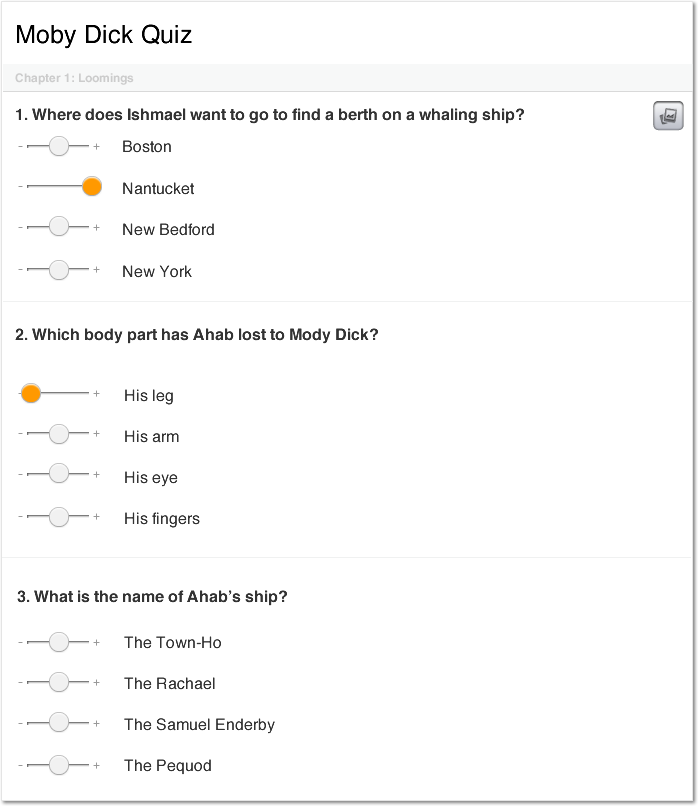 Moby Dick Quiz
Chapter 1: Loomings
1. Where does Ishmael want to go to find a berth on a whaling ship?
- + Boston
- Nantucket
- + New Bedford
- + New York
2. Which body part has Ahab lost to Mody Dick?
- + His leg
- + His arm
- + His eye
- + His fingers
3. What is the name of Ahab’s ship?
- + The Town-Ho
- + The Rachael
- + The Samuel Enderby
- + The Pequod